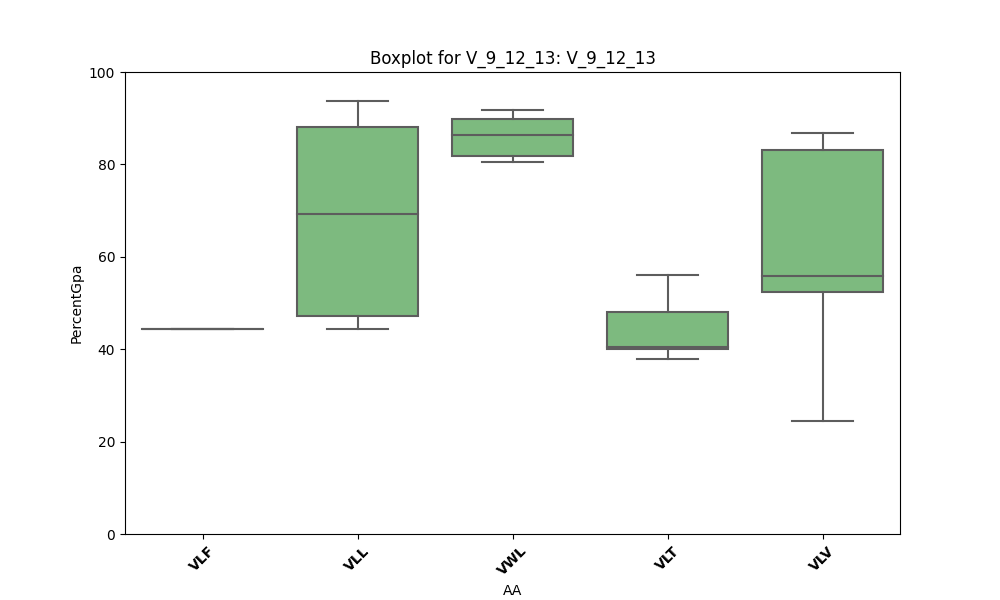 Boxplot for V_9_12_13: V_9_12_13
100
80
60
40
20
0
PercentGpa
VLF
VLL
VWL
VLT
VLV
AA